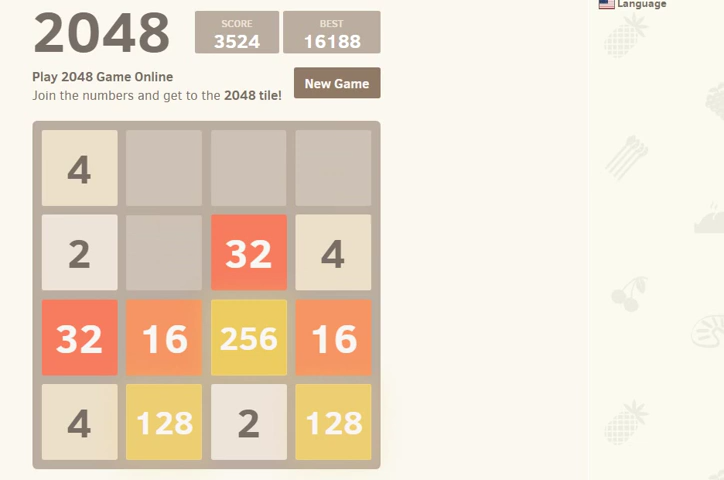 Language
2048
SCORE
3524
BEST
16188
Play 2048 Game Online
Join the numbers and get to the 2048 tile!
New Game
4
2 32 4
32 16 256 16
4 128 2 128